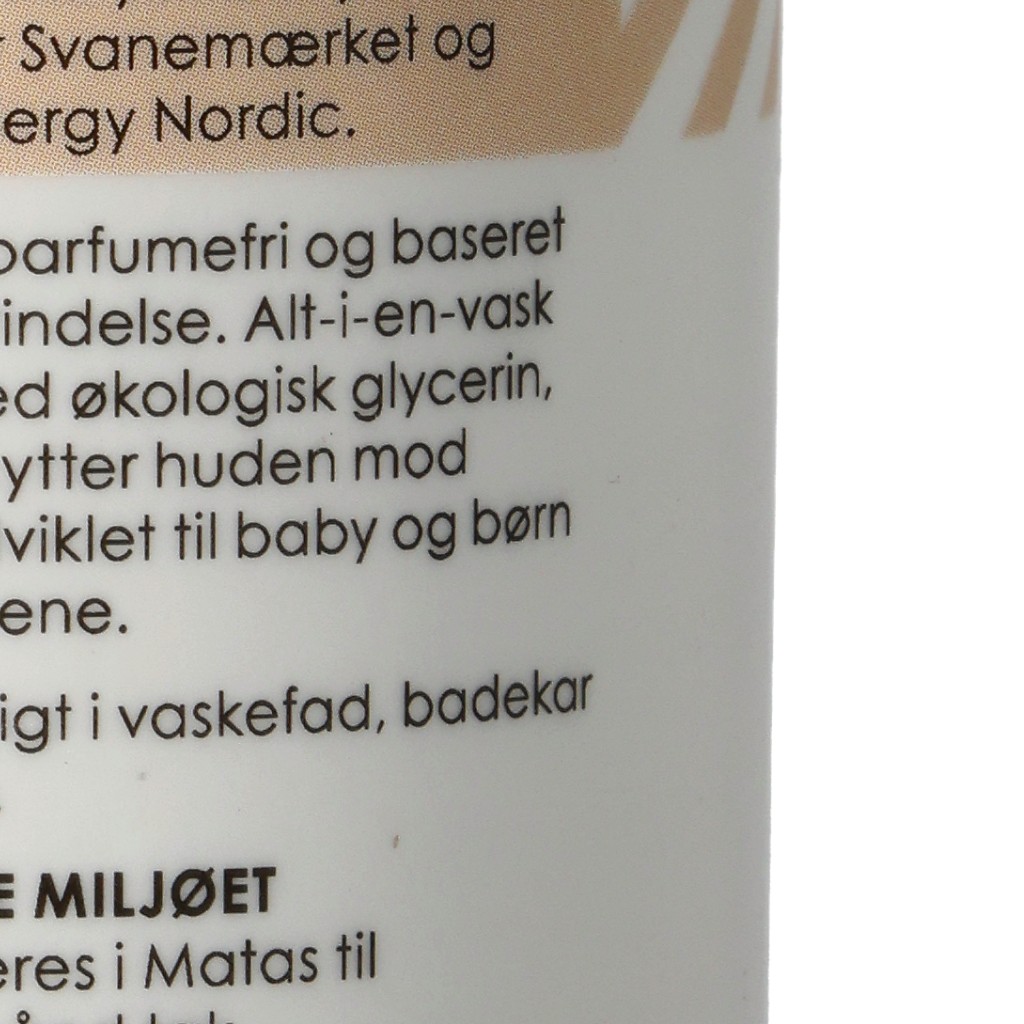 Svanemærket og
ergy Nordic.
parfumefri og baseret
indelse. Alt-i-en-vask
ed økologisk glycerin,
ytter huden mod
viklet til baby og børn
ene.
igt i vaskefad, badekar
E MILJØET
eres i Matas til